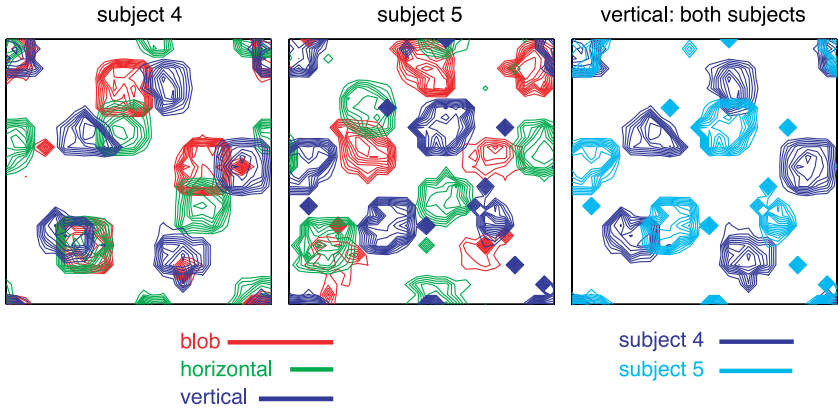 subject 4
subject 5
vertical: both subjects
blob
horizontal
vertical
subject 4
subject 5